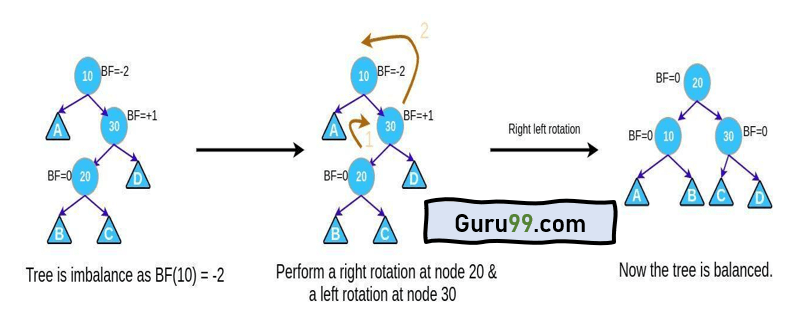 10 BF=-2
A
30 BF=+1
BF=0 20
D
B
C
Tree is imbalance as BF(10) = -2
2
10 BF=-2
A
30 BF=+1
1
BF=0 20
D
B
C
Perform a right rotation at node 20 &
a left rotation at node 30
Guru99.com
Right left rotation
BF=0 20
BF=0 10
30 BF=0
A
B
C
D
Now the tree is balanced.